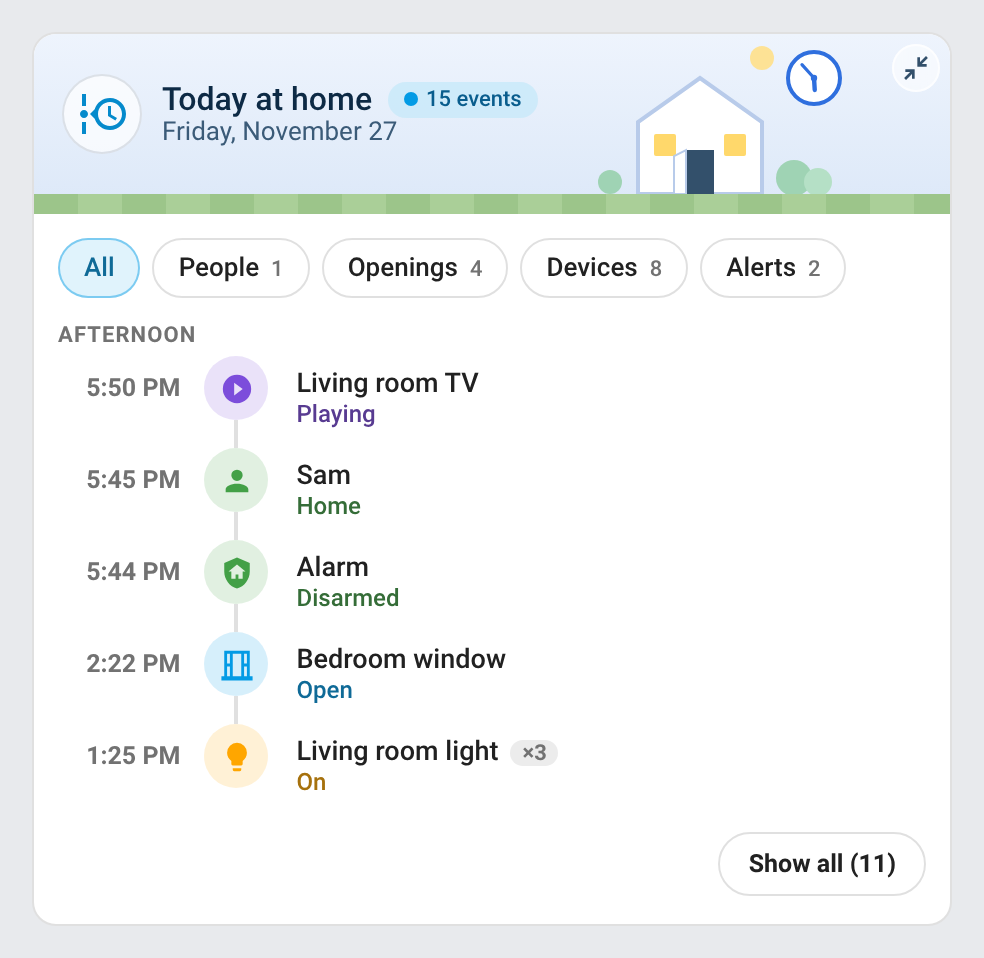 Today at home
15 events
Friday, November 27
All
People 1
Openings 4
Devices 8
Alerts 2
AFTERNOON
5:50 PM
Living room TV
Playing
5:45 PM
Sam
Home
5:44 PM
Alarm
Disarmed
2:22 PM
Bedroom window
Open
1:25 PM
Living room light ×3
On
Show all (11)